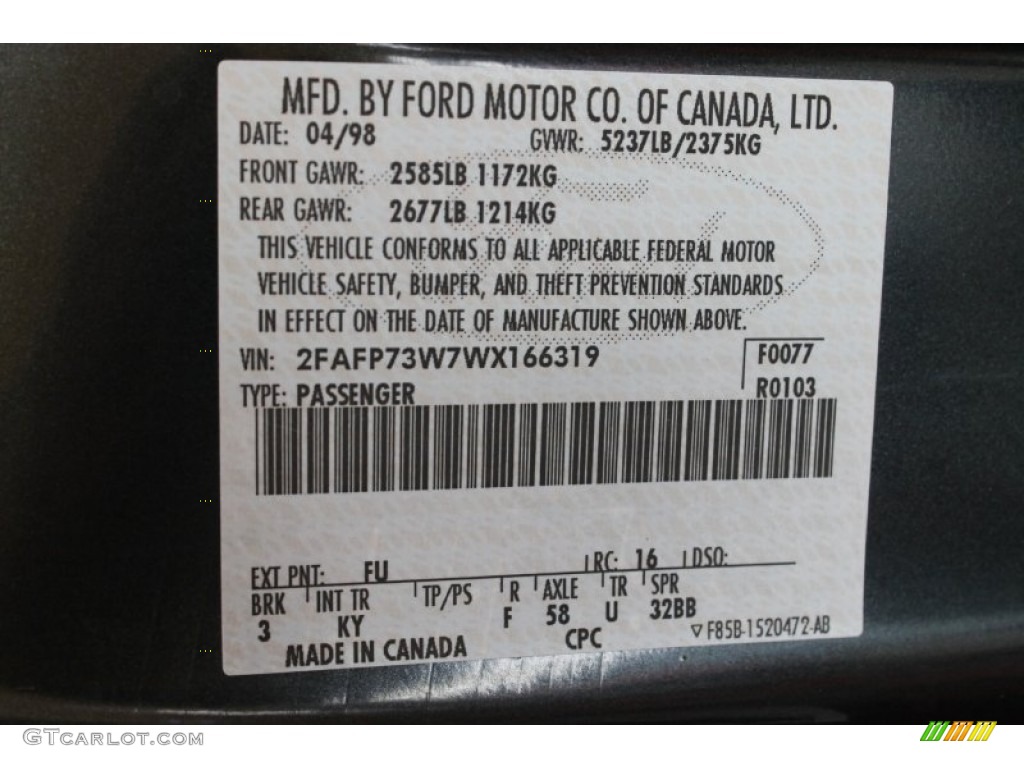 MFD. BY FORD MOTOR CO. OF CANADA, LTD.
DATE: 04/98 GVWR: 5237LB/2375KG
FRONT GAWR: 2585LB 1172KG
REAR GAWR: 2677LB 1214KG
THIS VEHICLE CONFORMS TO ALL APPLICABLE FEDERAL MOTOR
VEHICLE SAFETY, BUMPER, AND THEFT PREVENTION STANDARDS
IN EFFECT ON THE DATE OF MANUFACTURE SHOWN ABOVE.
VIN: 2FAFP73W7WX166319 F0077
TYPE: PASSENGER R0103
EXT PNT: FU RC: 16 DSO:
BRK INT TR TP/PS R AXLE TR SPR
3 KY F 58 U 32BB
MADE IN CANADA CPC ▽F85B-1520472-AB
GTCarLot.com